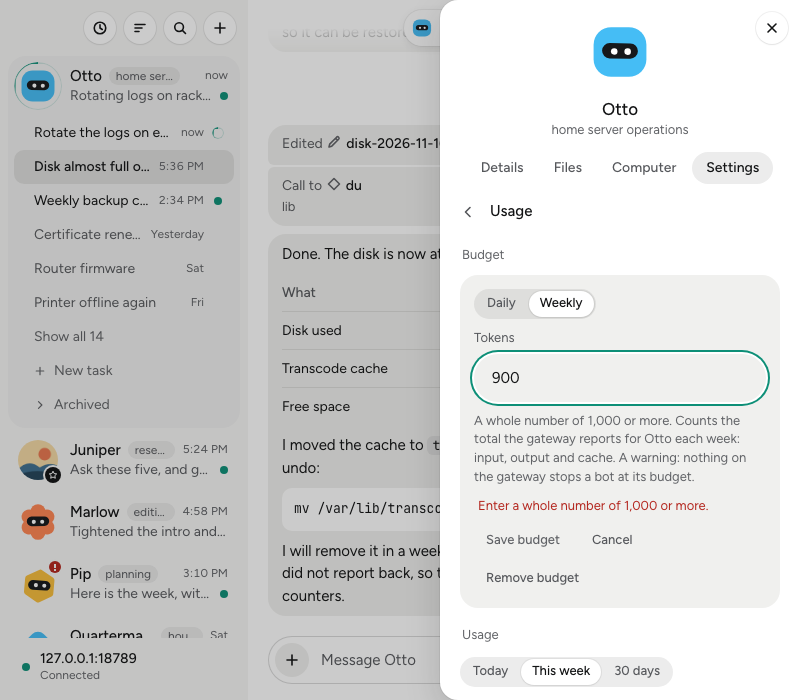 Otto home ser... now
Rotating logs on rack...
Rotate the logs on e... now
Disk almost full o... 5:36 PM
Weekly backup c... 2:34 PM
Certificate rene... Yesterday
Router firmware Sat
Printer offline again Fri
Show all 14
New task
Archived
Juniper rese... 5:24 PM
Ask these five, and g...
Marlow editi... 4:58 PM
Tightened the intro and...
Pip planning 3:10 PM
Here is the week, wit...
Quarterma hou... Sat
127.0.0.1:18789
Connected
so it can be restor
Edited disk-2026-11-1
Call to du
lib
Done. The disk is now at
What
Disk used
Transcode cache
Free space
I moved the cache to
undo:
mv /var/lib/transco
I will remove it in a week
did not report back, so t
counters.
Message Otto
Otto
home server operations
Details Files Computer Settings
Usage
Budget
Daily Weekly
Tokens
900
A whole number of 1,000 or more. Counts the
total the gateway reports for Otto each week:
input, output and cache. A warning: nothing on
the gateway stops a bot at its budget.
Enter a whole number of 1,000 or more.
Save budget Cancel
Remove budget
Usage
Today This week 30 days